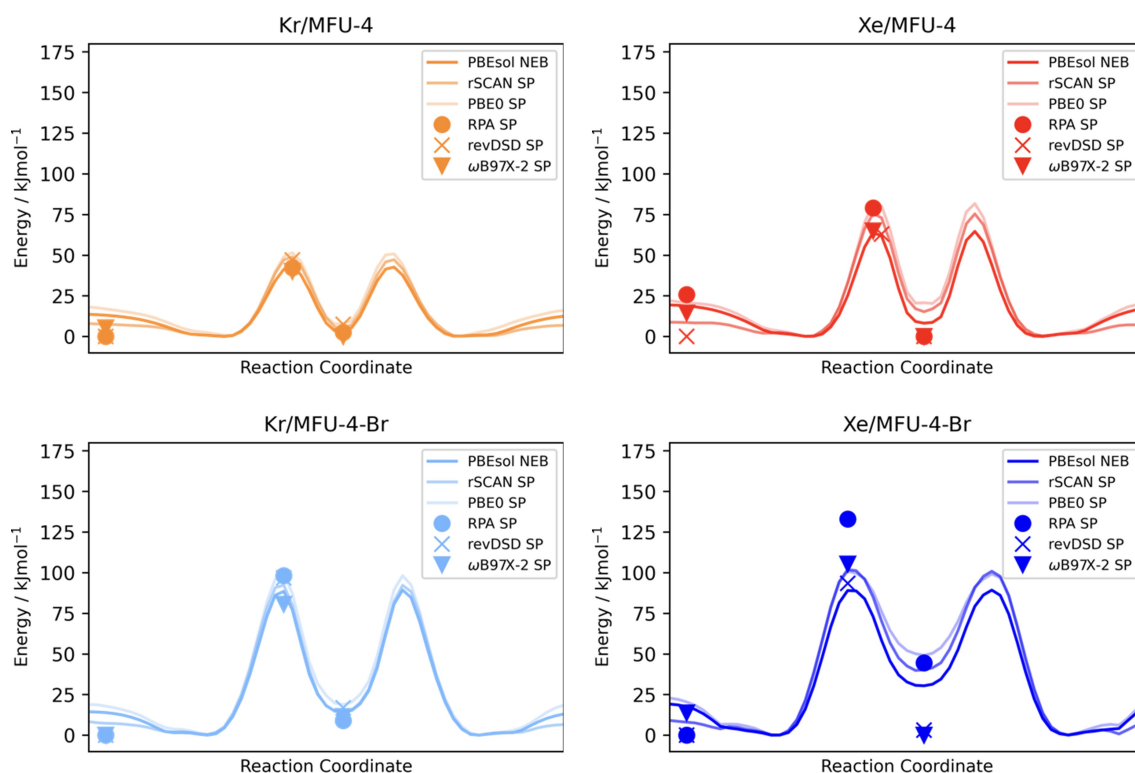 Kr/MFU-4
175
150
125
100
75
50
25
0
Energy / kJmol⁻¹
Reaction Coordinate
PBEsol NEB
rSCAN SP
PBE0 SP
RPA SP
revDSD SP
ωB97X-2 SP
Xe/MFU-4
175
150
125
100
75
50
25
0
Energy / kJmol⁻¹
Reaction Coordinate
PBEsol NEB
rSCAN SP
PBE0 SP
RPA SP
revDSD SP
ωB97X-2 SP
Kr/MFU-4-Br
175
150
125
100
75
50
25
0
Energy / kJmol⁻¹
Reaction Coordinate
PBEsol NEB
rSCAN SP
PBE0 SP
RPA SP
revDSD SP
ωB97X-2 SP
Xe/MFU-4-Br
175
150
125
100
75
50
25
0
Energy / kJmol⁻¹
Reaction Coordinate
PBEsol NEB
rSCAN SP
PBE0 SP
RPA SP
revDSD SP
ωB97X-2 SP